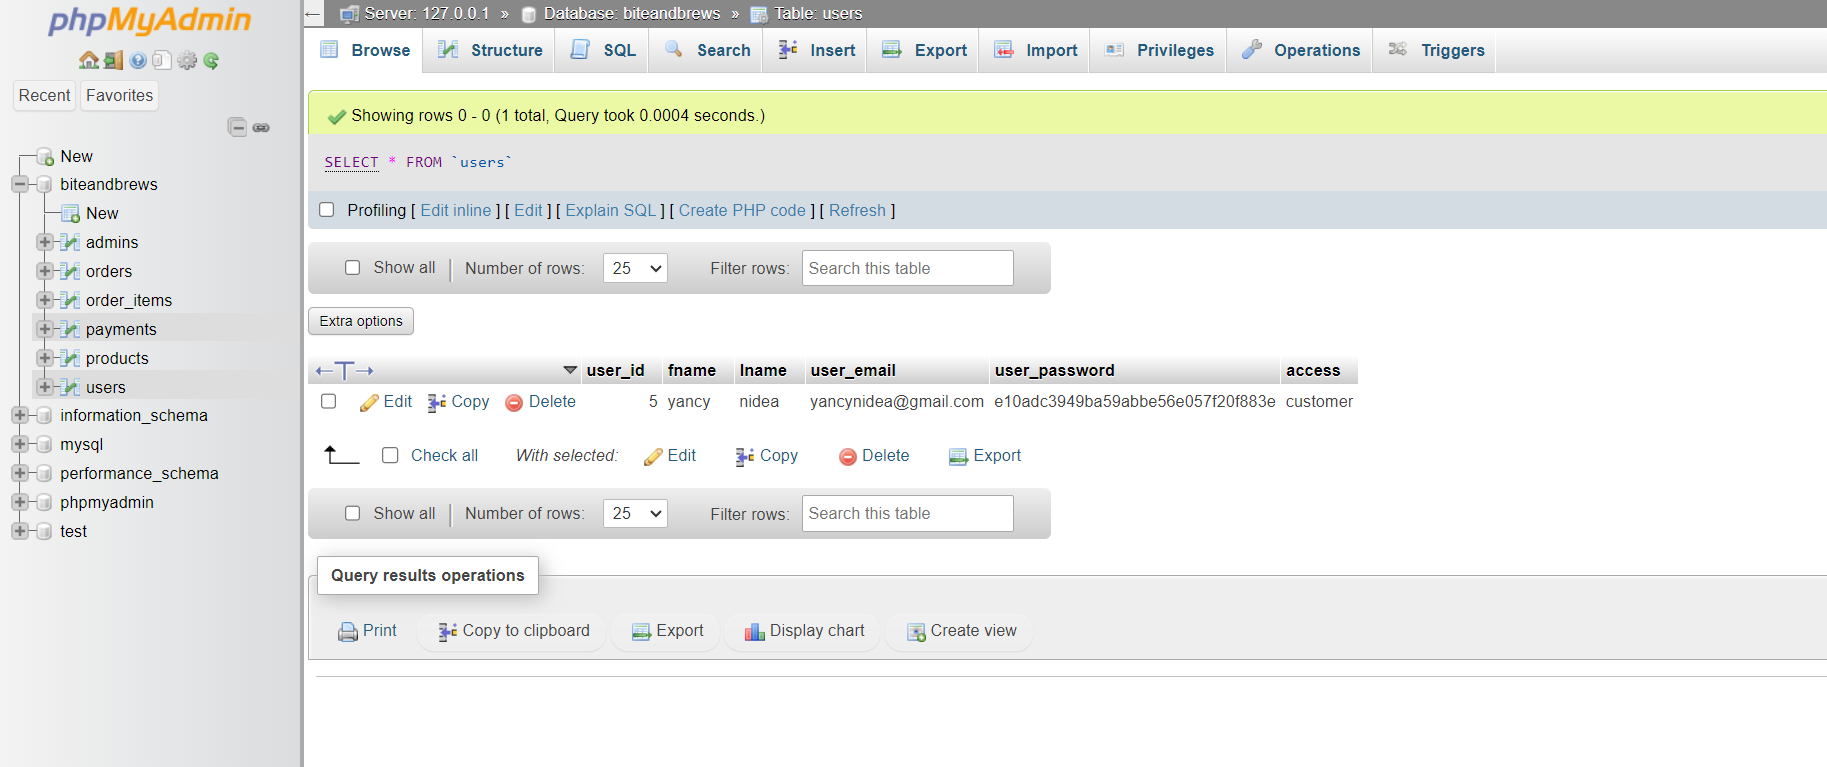 phpMyAdmin
Recent Favorites
New
biteandbrews
New
admins
orders
order_items
payments
products
users
information_schema
mysql
performance_schema
phpmyadmin
test
Server: 127.0.0.1 » Database: biteandbrews » Table: users
Browse Structure SQL Search Insert Export Import Privileges Operations Triggers
Showing rows 0 - 0 (1 total, Query took 0.0004 seconds.)
SELECT * FROM `users`
Profiling [ Edit inline ] [ Edit ] [ Explain SQL ] [ Create PHP code ] [ Refresh ]
Show all | Number of rows: 25 Filter rows: Search this table
Extra options
←T→ user_id fname lname user_email user_password access
Edit Copy Delete 5 yancy nidea yancynidea@gmail.com e10adc3949ba59abbe56e057f20f883e customer
Check all With selected: Edit Copy Delete Export
Show all | Number of rows: 25 Filter rows: Search this table
Query results operations
Print Copy to clipboard Export Display chart Create view